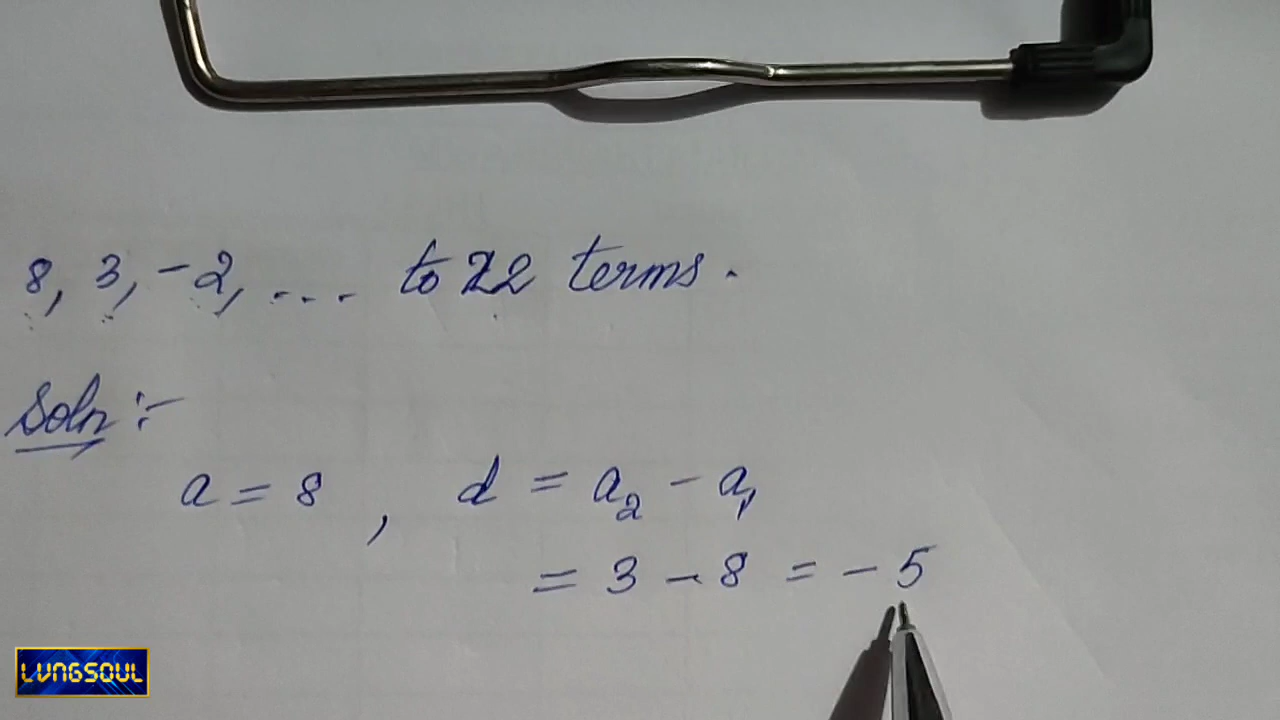 8, 3, -2, .... to 22 terms.
Soln :-
a = 8 , d = a₂ - a₁
= 3 - 8 = - 5
LUNGSOUL